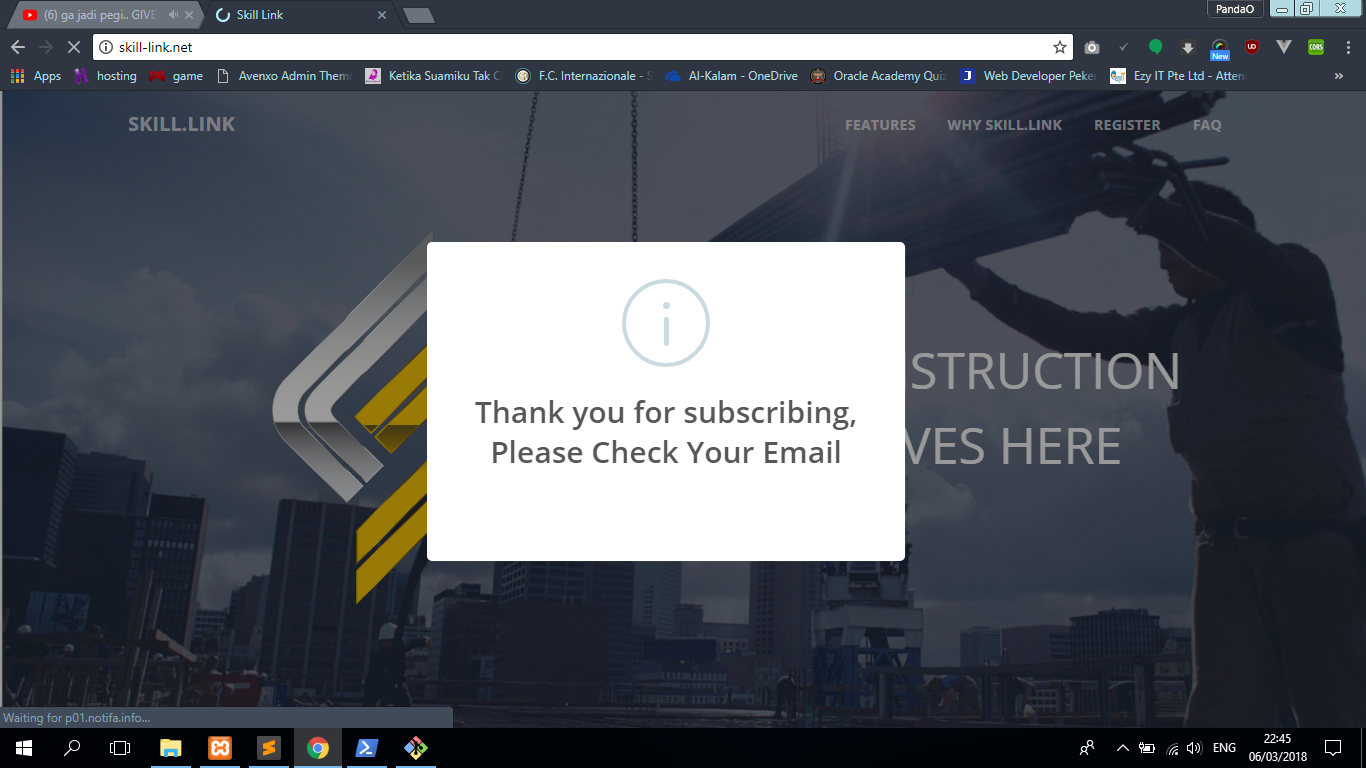 (6) ga jadi pegi.. GIVE
Skill Link
PandaO
skill-link.net
Apps
hosting
game
Avenxo Admin Theme
Ketika Suamiku Tak C
F.C. Internazionale - S
Al-Kalam - OneDrive
Oracle Academy Quiz
Web Developer Peker
Ezy IT Pte Ltd - Atten
»
New
UD
CORS
SKILL.LINK
FEATURES
WHY SKILL.LINK
REGISTER
FAQ
STRUCTION
VES HERE
Thank you for subscribing,
Please Check Your Email
Waiting for p01.notifa.info...
ENG
22:45
06/03/2018